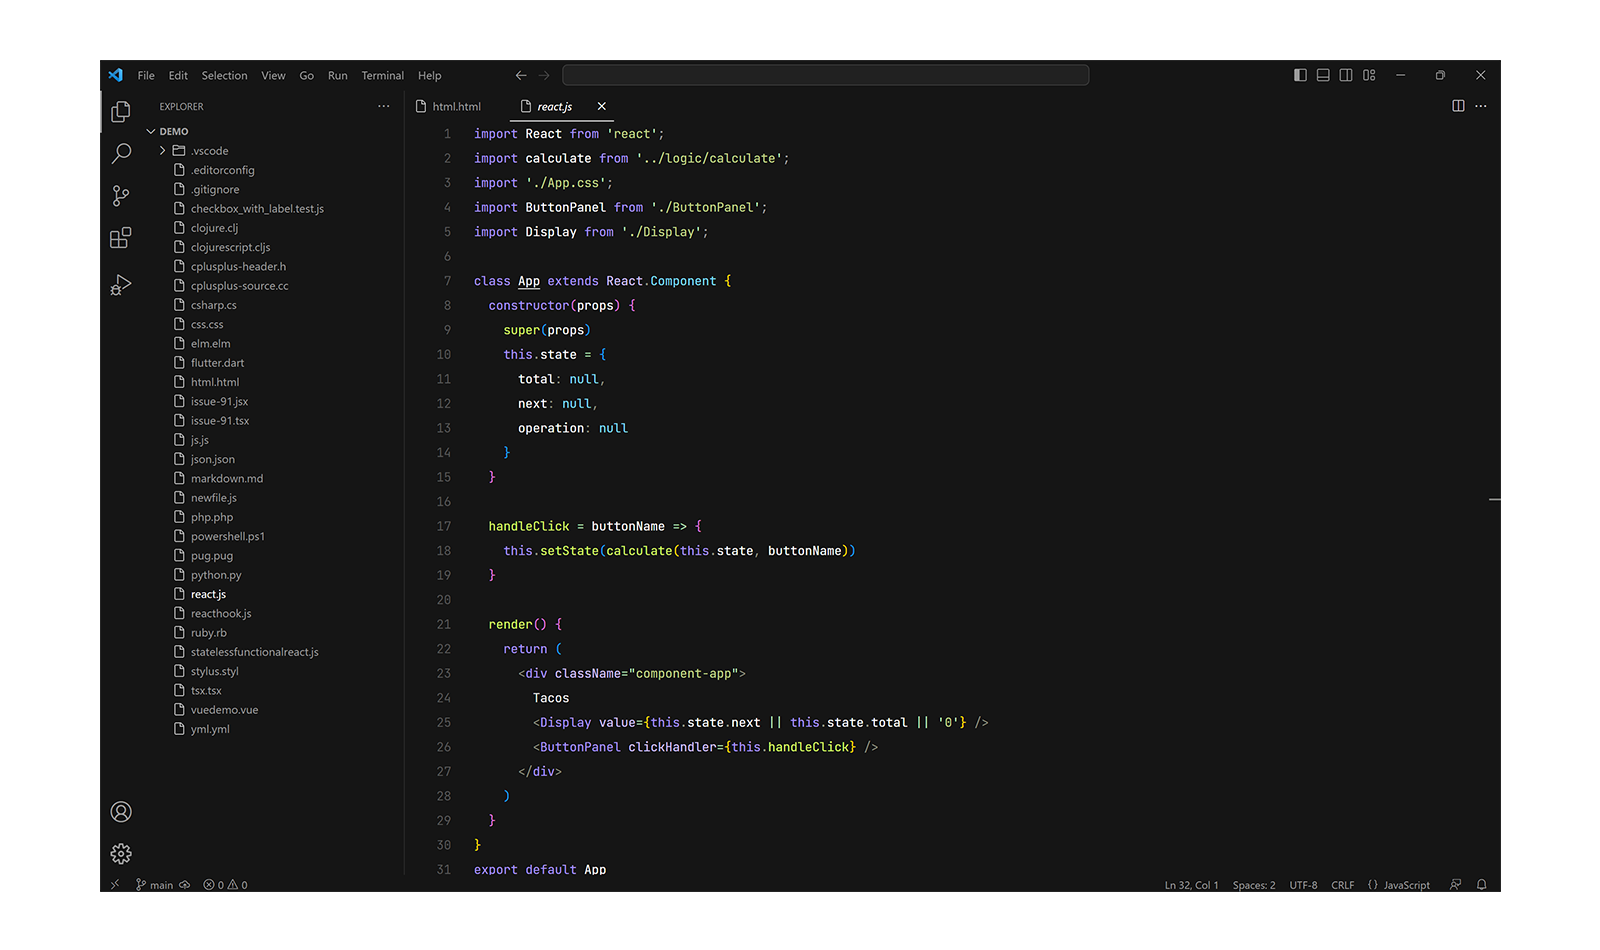 File Edit Selection View Go Run Terminal Help
EXPLORER
DEMO
.vscode
.editorconfig
.gitignore
checkbox_with_label.test.js
clojure.clj
clojurescript.cljs
cplusplus-header.h
cplusplus-source.cc
csharp.cs
css.css
elm.elm
flutter.dart
html.html
issue-91.jsx
issue-91.tsx
js.js
json.json
markdown.md
newfile.js
php.php
powershell.ps1
pug.pug
python.py
react.js
reacthook.js
ruby.rb
statelessfunctionalreact.js
stylus.styl
tsx.tsx
vuedemo.vue
yml.yml
html.html react.js
1 import React from 'react';
2 import calculate from '../logic/calculate';
3 import './App.css';
4 import ButtonPanel from './ButtonPanel';
5 import Display from './Display';
6
7 class App extends React.Component {
8 constructor(props) {
9 super(props)
10 this.state = {
11 total: null,
12 next: null,
13 operation: null
14 }
15 }
16
17 handleClick = buttonName => {
18 this.setState(calculate(this.state, buttonName))
19 }
20
21 render() {
22 return (
23 <div className="component-app">
24 Tacos
25 <Display value={this.state.next || this.state.total || '0'} />
26 <ButtonPanel clickHandler={this.handleClick} />
27 </div>
28 )
29 }
30 }
31 export default App
main 0 0 Ln 32, Col 1 Spaces: 2 UTF-8 CRLF {} JavaScript